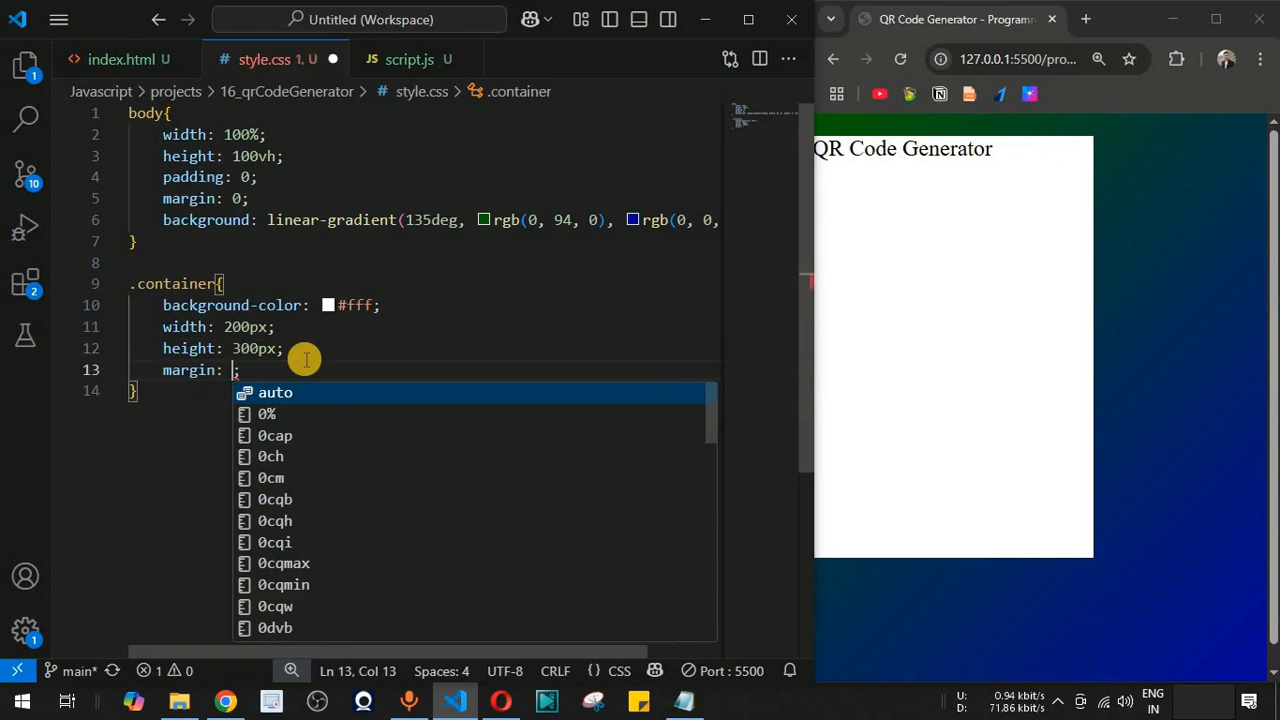 Untitled (Workspace)
index.html U
style.css 1, U
script.js U
Javascript > projects > 16_qrCodeGenerator > style.css > .container
1 body{
2 width: 100%;
3 height: 100vh;
4 padding: 0;
5 margin: 0;
6 background: linear-gradient(135deg, rgb(0, 94, 0), rgb(0, 0,
7 }
8
9 .container{
10 background-color: #fff;
11 width: 200px;
12 height: 300px;
13 margin: ;
14 }
auto
0%
0cap
0ch
0cm
0cqb
0cqh
0cqi
0cqmax
0cqmin
0cqw
0dvb
1
10
2
1
main*
1 0
Ln 13, Col 13
Spaces: 4
UTF-8
CRLF
{} CSS
Port : 5500
QR Code Generator - Programm
127.0.0.1:5500/pro...
QR Code Generator
U: 0.94 kbit/s
D: 71.86 kbit/s
ENG
IN